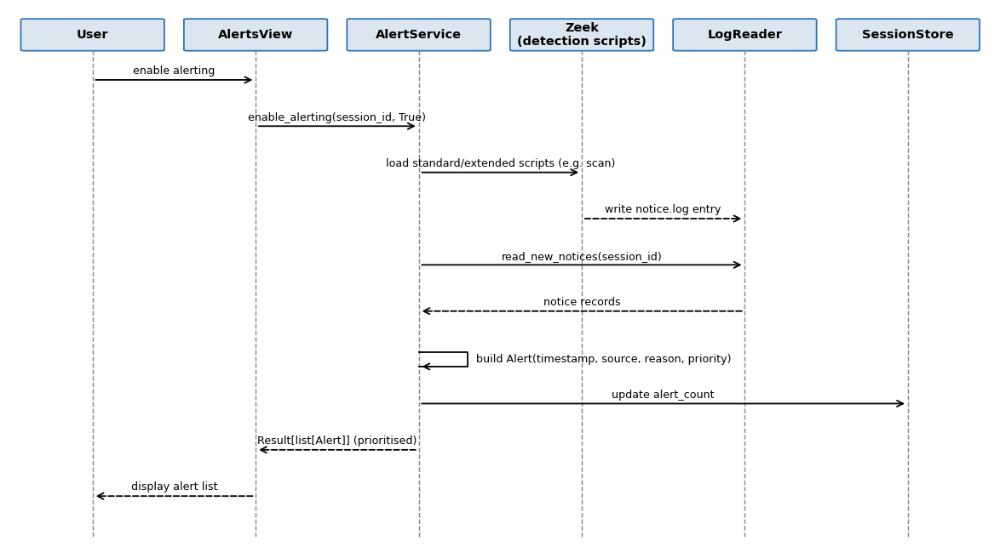 User
AlertsView
AlertService
Zeek
(detection scripts)
LogReader
SessionStore
enable alerting
enable_alerting(session_id, True)
load standard/extended scripts (e.g. scan)
write notice.log entry
read_new_notices(session_id)
notice records
build Alert(timestamp, source, reason, priority)
update alert_count
Result[list[Alert]] (prioritised)
display alert list